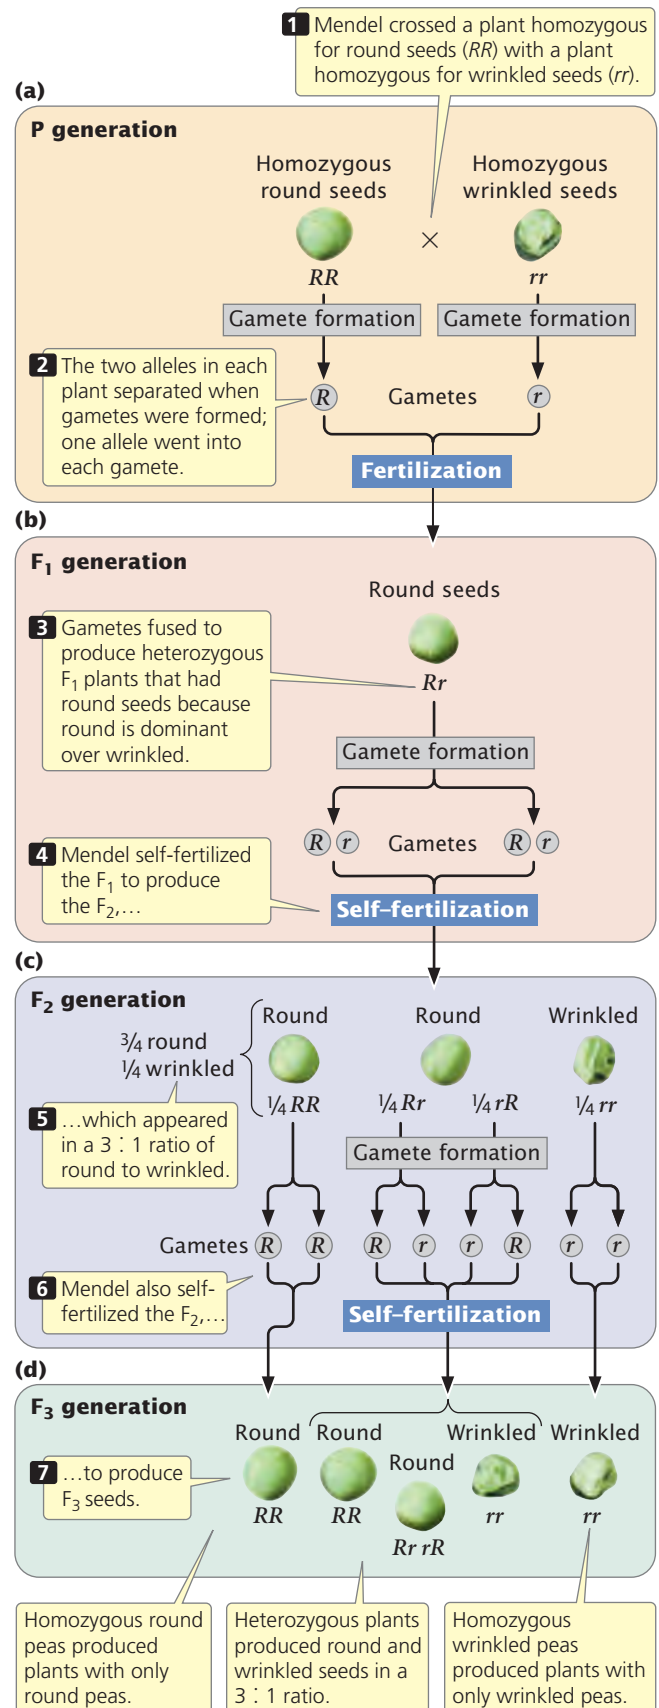 1 Mendel crossed a plant homozygous
for round seeds (RR) with a plant
homozygous for wrinkled seeds (rr).
(a)
P generation
Homozygous
round seeds
Homozygous
wrinkled seeds
×
RR
rr
Gamete formation
Gamete formation
2 The two alleles in each
plant separated when
gametes were formed;
one allele went into
each gamete.
R
Gametes
r
Fertilization
(b)
F₁ generation
Round seeds
3 Gametes fused to
produce heterozygous
F₁ plants that had
round seeds because
round is dominant
over wrinkled.
Rr
Gamete formation
R r
Gametes
R r
4 Mendel self-fertilized
the F₁ to produce
the F₂,…
Self–fertilization
(c)
F₂ generation
Round
Round
Wrinkled
3/4 round
1/4 wrinkled
1/4 RR
1/4 Rr
1/4 rR
1/4 rr
5 …which appeared
in a 3 : 1 ratio of
round to wrinkled.
Gamete formation
Gametes R R R r r R r r
6 Mendel also self-
fertilized the F₂,…
Self–fertilization
(d)
F₃ generation
Round
Round
Wrinkled
Wrinkled
Round
7 …to produce
F₃ seeds.
RR
RR
rr
rr
Rr rR
Homozygous round
peas produced
plants with only
round peas.
Heterozygous plants
produced round and
wrinkled seeds in a
3 : 1 ratio.
Homozygous
wrinkled peas
produced plants with
only wrinkled peas.